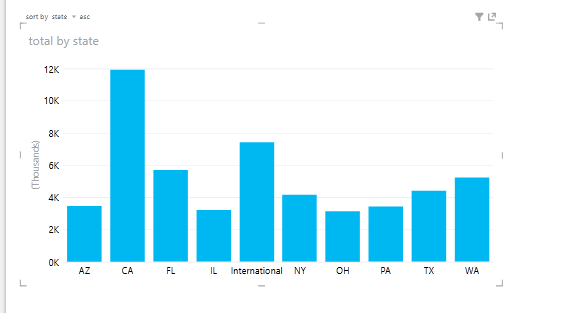 sort by state asc
total by state
12K
10K
8K
6K
4K
2K
0K
(Thousands)
AZ CA FL IL International NY OH PA TX WA